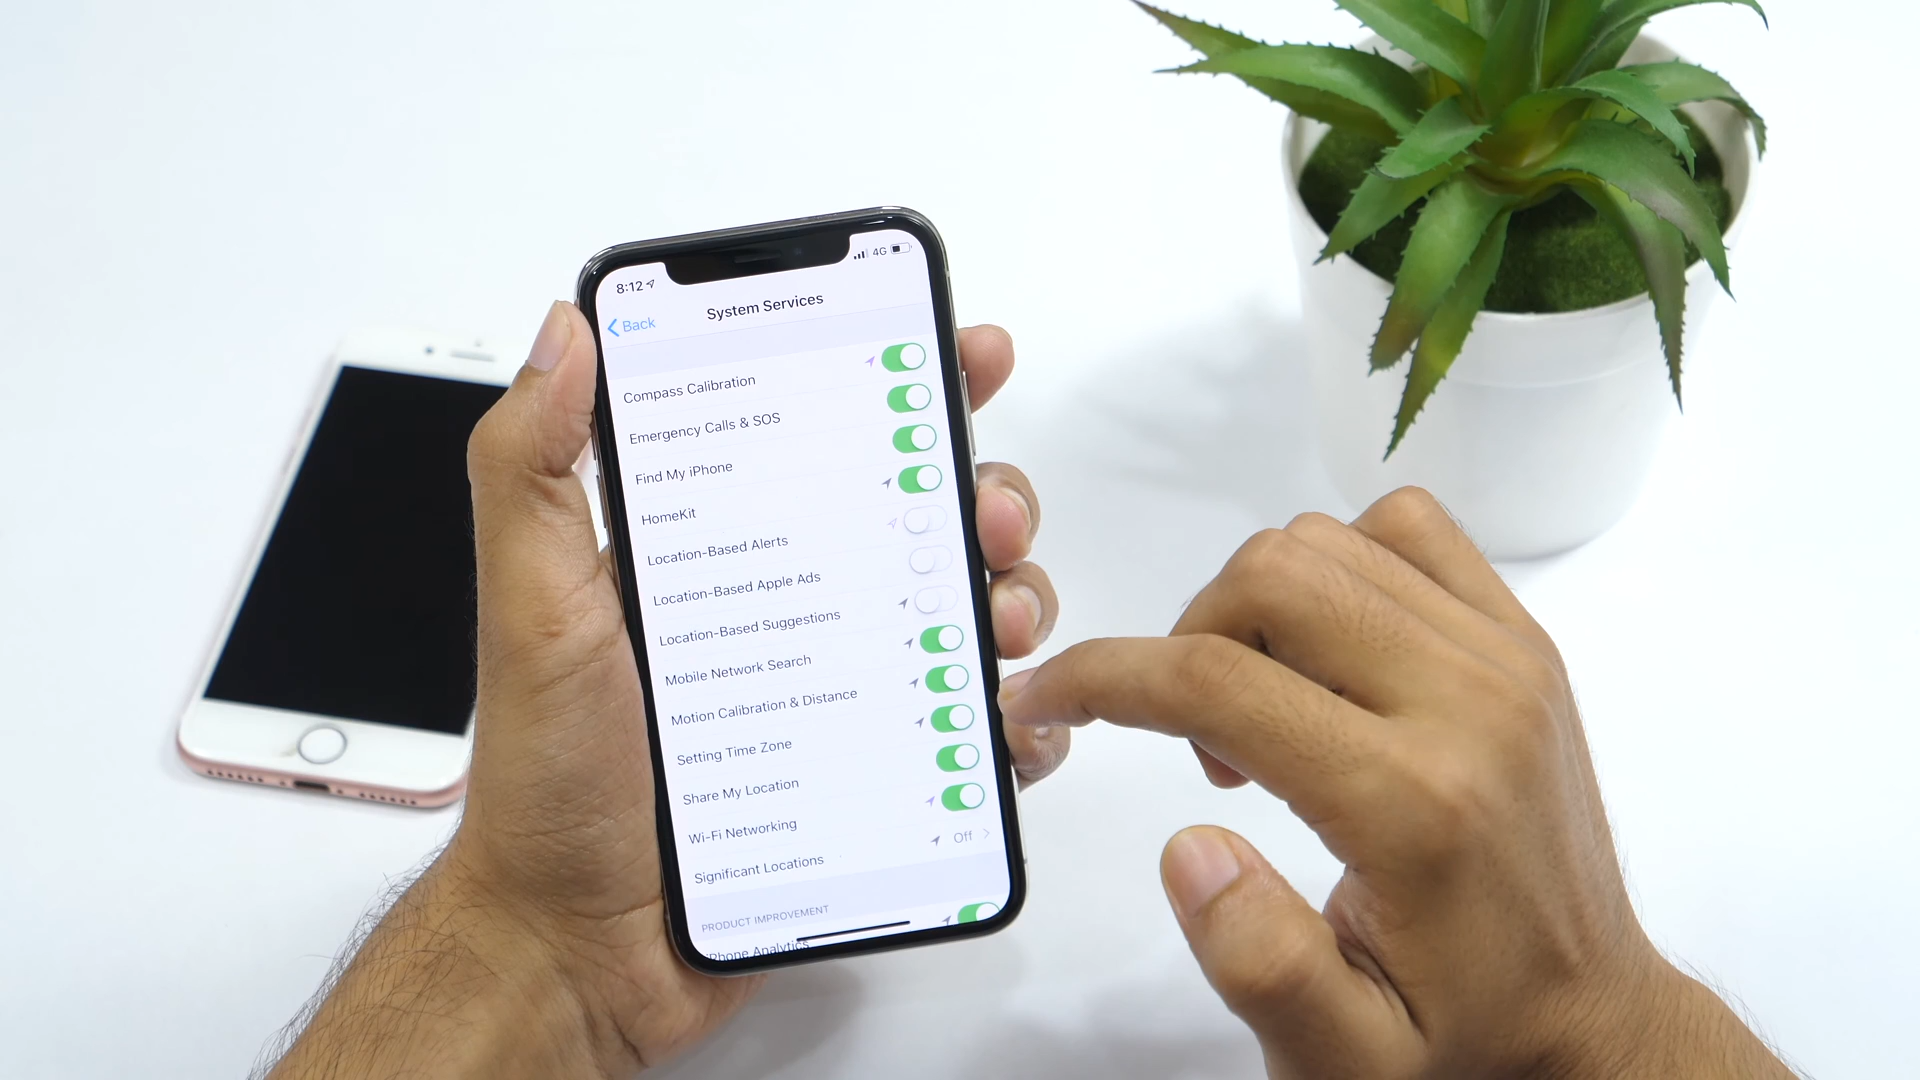 8:12
4G
Back
System Services
Compass Calibration
Emergency Calls & SOS
Find My iPhone
HomeKit
Location-Based Alerts
Location-Based Apple Ads
Location-Based Suggestions
Mobile Network Search
Motion Calibration & Distance
Setting Time Zone
Share My Location
Wi-Fi Networking
Significant Locations
Off
PRODUCT IMPROVEMENT
iPhone Analytics